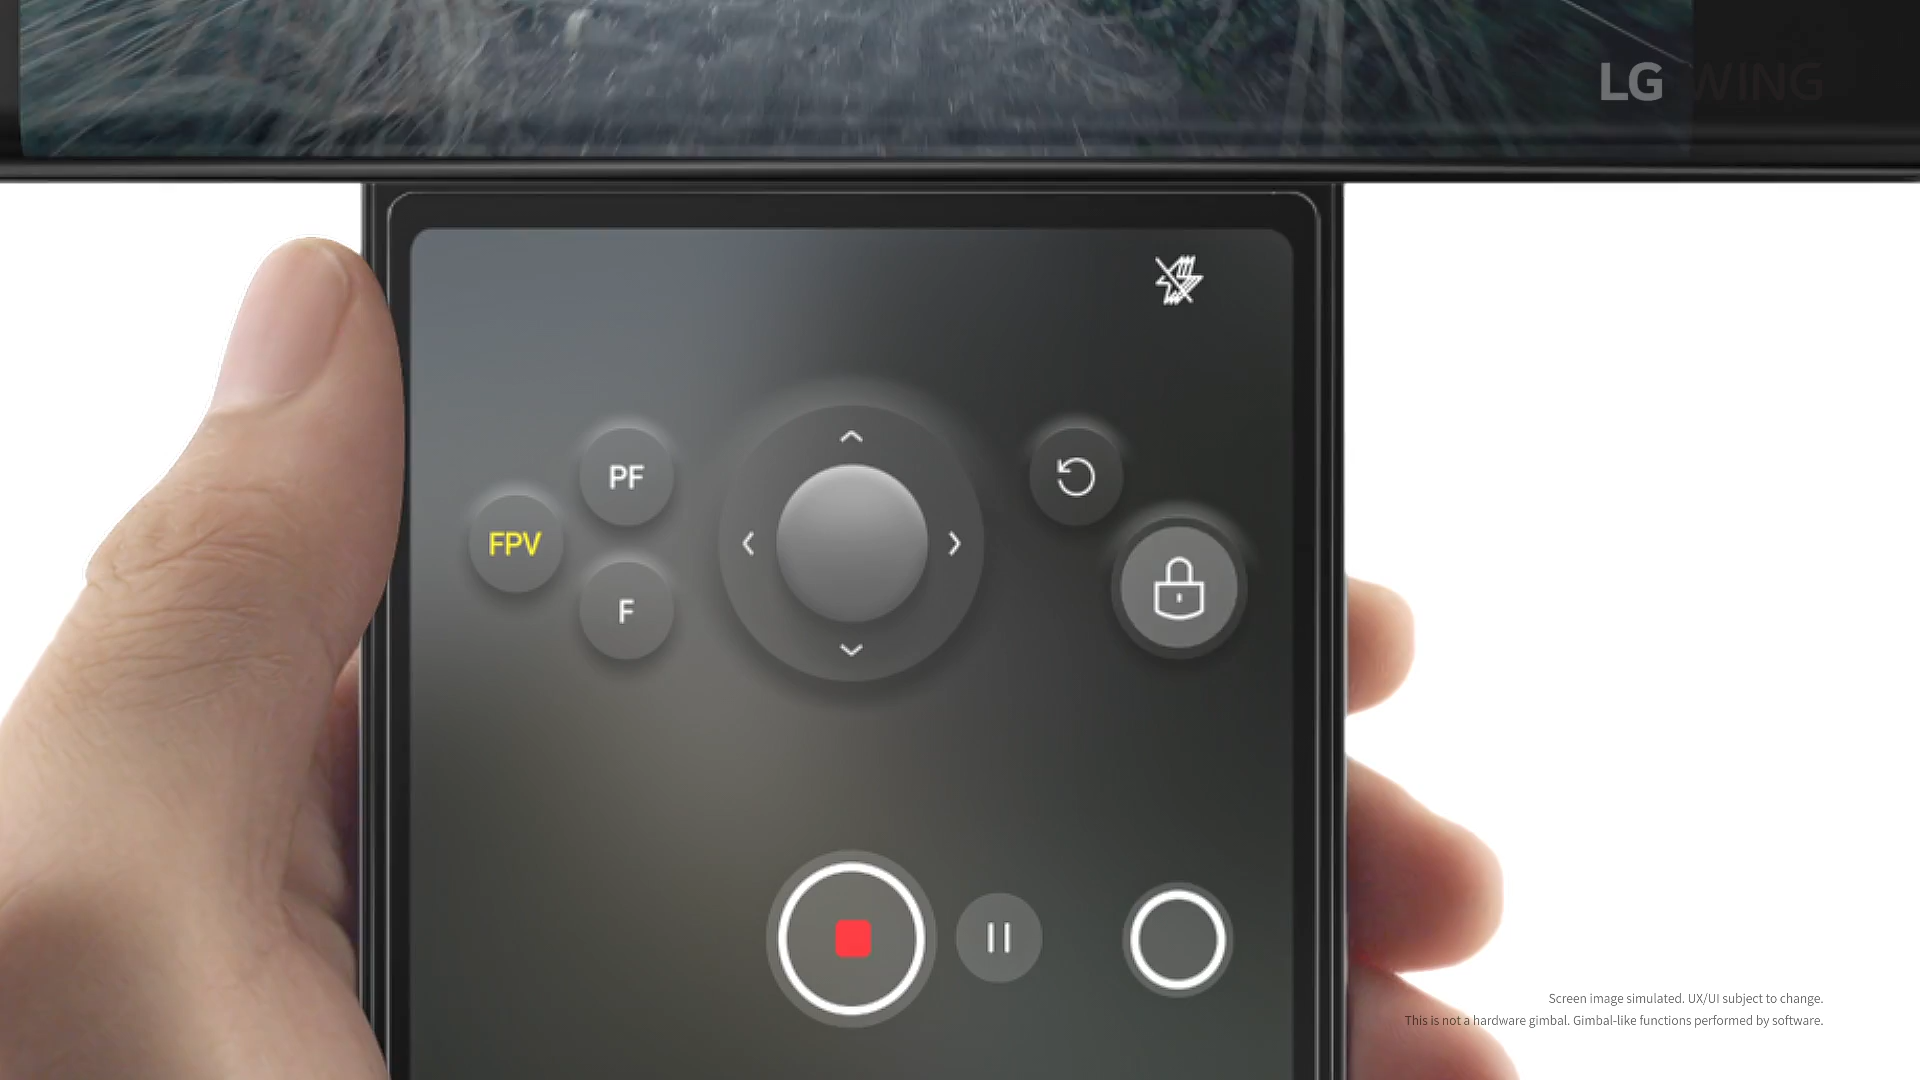 LG WING
PF
FPV
F
Screen image simulated. UX/UI subject to change.
This is not a hardware gimbal. Gimbal-like functions performed by software.